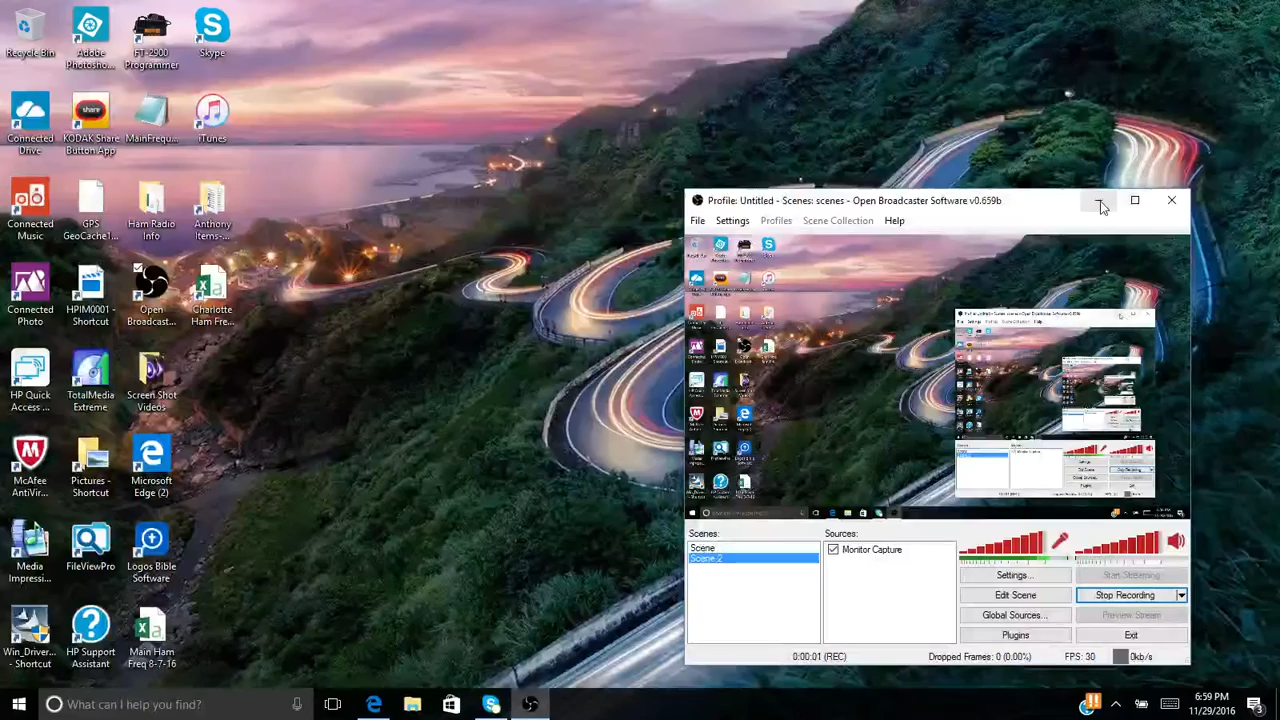 Recycle Bin
Adobe
Photosho...
FT-2900
Programmer
Skype
Connected
Drive
KODAK Share
Button App
MainFrequ...
iTunes
Connected
Music
GPS
GeoCache1...
Ham Radio
Info
Anthony
Items-...
Connected
Photo
HPIM0001 -
Shortcut
Open
Broadcast...
Charlotte
Ham Fre...
HP Quick
Access ...
TotalMedia
Extreme
Screen Shot
Videos
McAfee
AntiVir...
Pictures -
Shortcut
Microsoft
Edge (2)
Media
Impressi...
FileViewPro
Logos Bible
Software
Win_Driver...
- Shortcut
HP Support
Assistant
Main Ham
Freq 8-7-16
Profile: Untitled - Scenes: scenes - Open Broadcaster Software v0.659b
File Settings Profiles Scene Collection Help
Scenes:
Scene
Scene 2
Sources:
Monitor Capture
Settings...
Start Streaming
Edit Scene
Stop Recording
Global Sources...
Preview Stream
Plugins
Exit
0:00:01 (REC)
Dropped Frames: 0 (0.00%)
FPS: 30
0kb/s
What can I help you find?
6:59 PM
11/29/2016